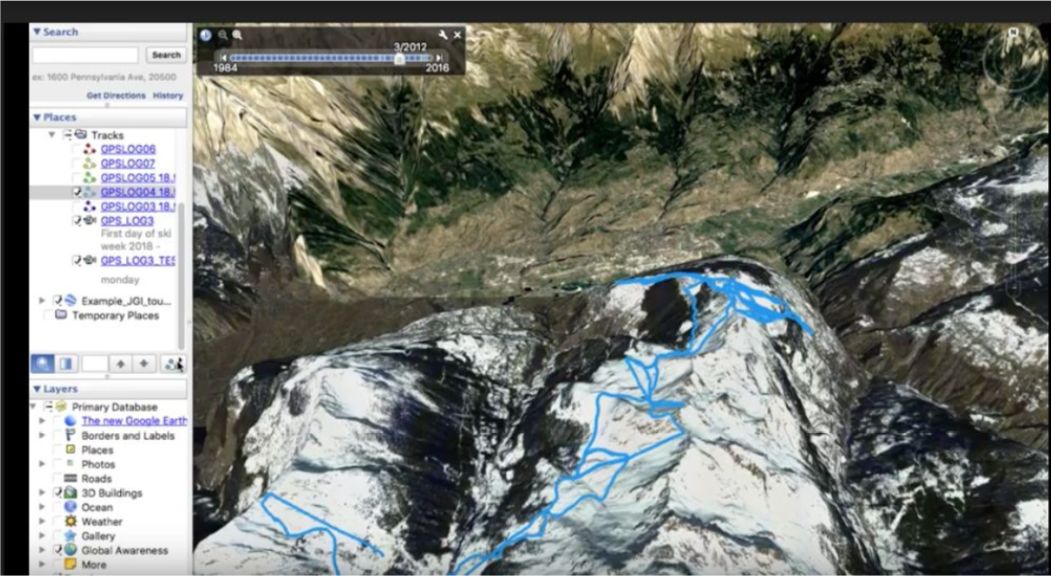 Search
Search
ex: 1600 Pennsylvania Ave, 20500
Get Directions History
Places
Tracks
GPSLOG06
GPSLOG07
GPSLOG05 18.
GPSLOG04 18.
GPSLOG03 18.
GPS_LOG3
First day of ski
week 2018 -
GPS_LOG3_TES
monday
Example_JGI_tou...
Temporary Places
Layers
Primary Database
The new Google Earth
Borders and Labels
Places
Photos
Roads
3D Buildings
Ocean
Weather
Gallery
Global Awareness
More
3/2012
1984 2016
N